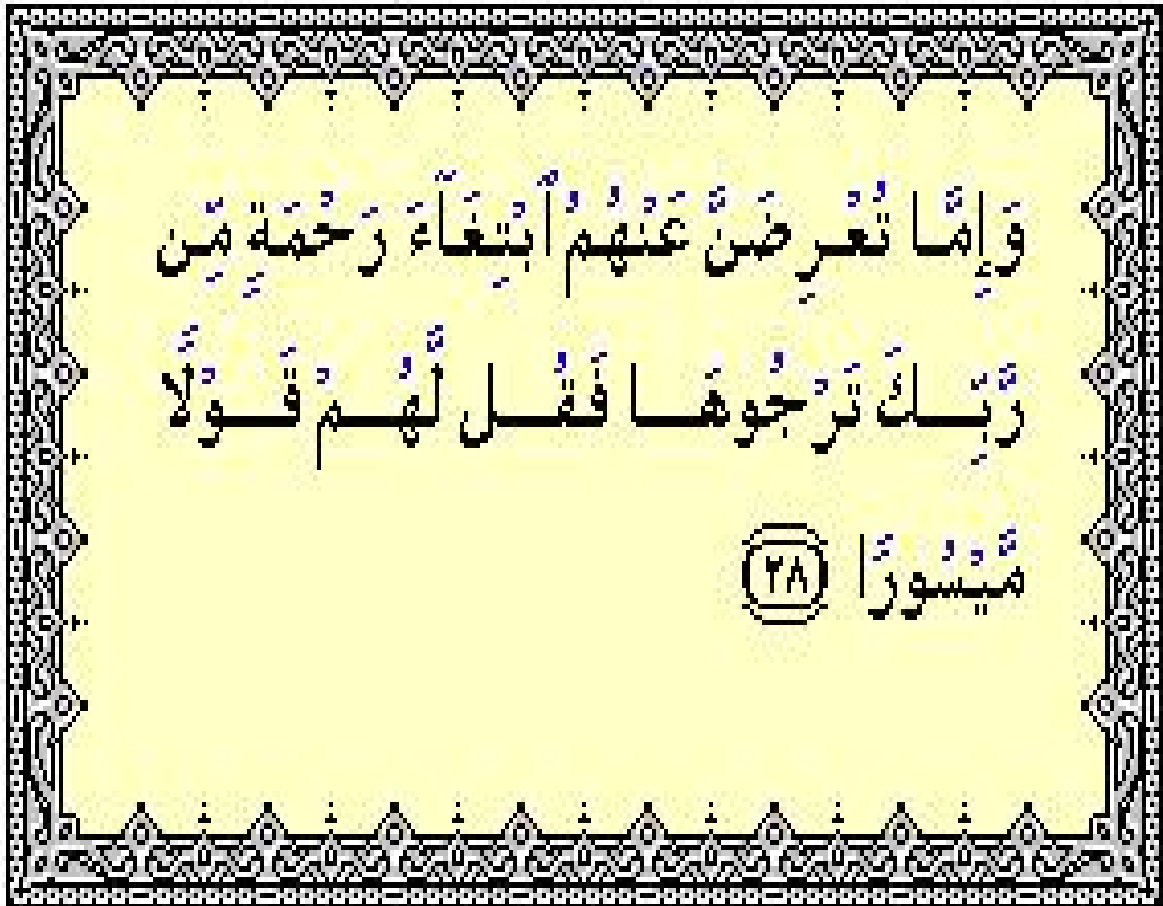 وَإِمَّا تُعْرِضَنَّ عَنْهُمُ ٱبْتِغَآءَ رَحْمَةٍ مِّن
رَّبِّكَ تَرْجُوهَا فَقُل لَّهُمْ قَوْلًا
مَّيْسُورًا ٢٨